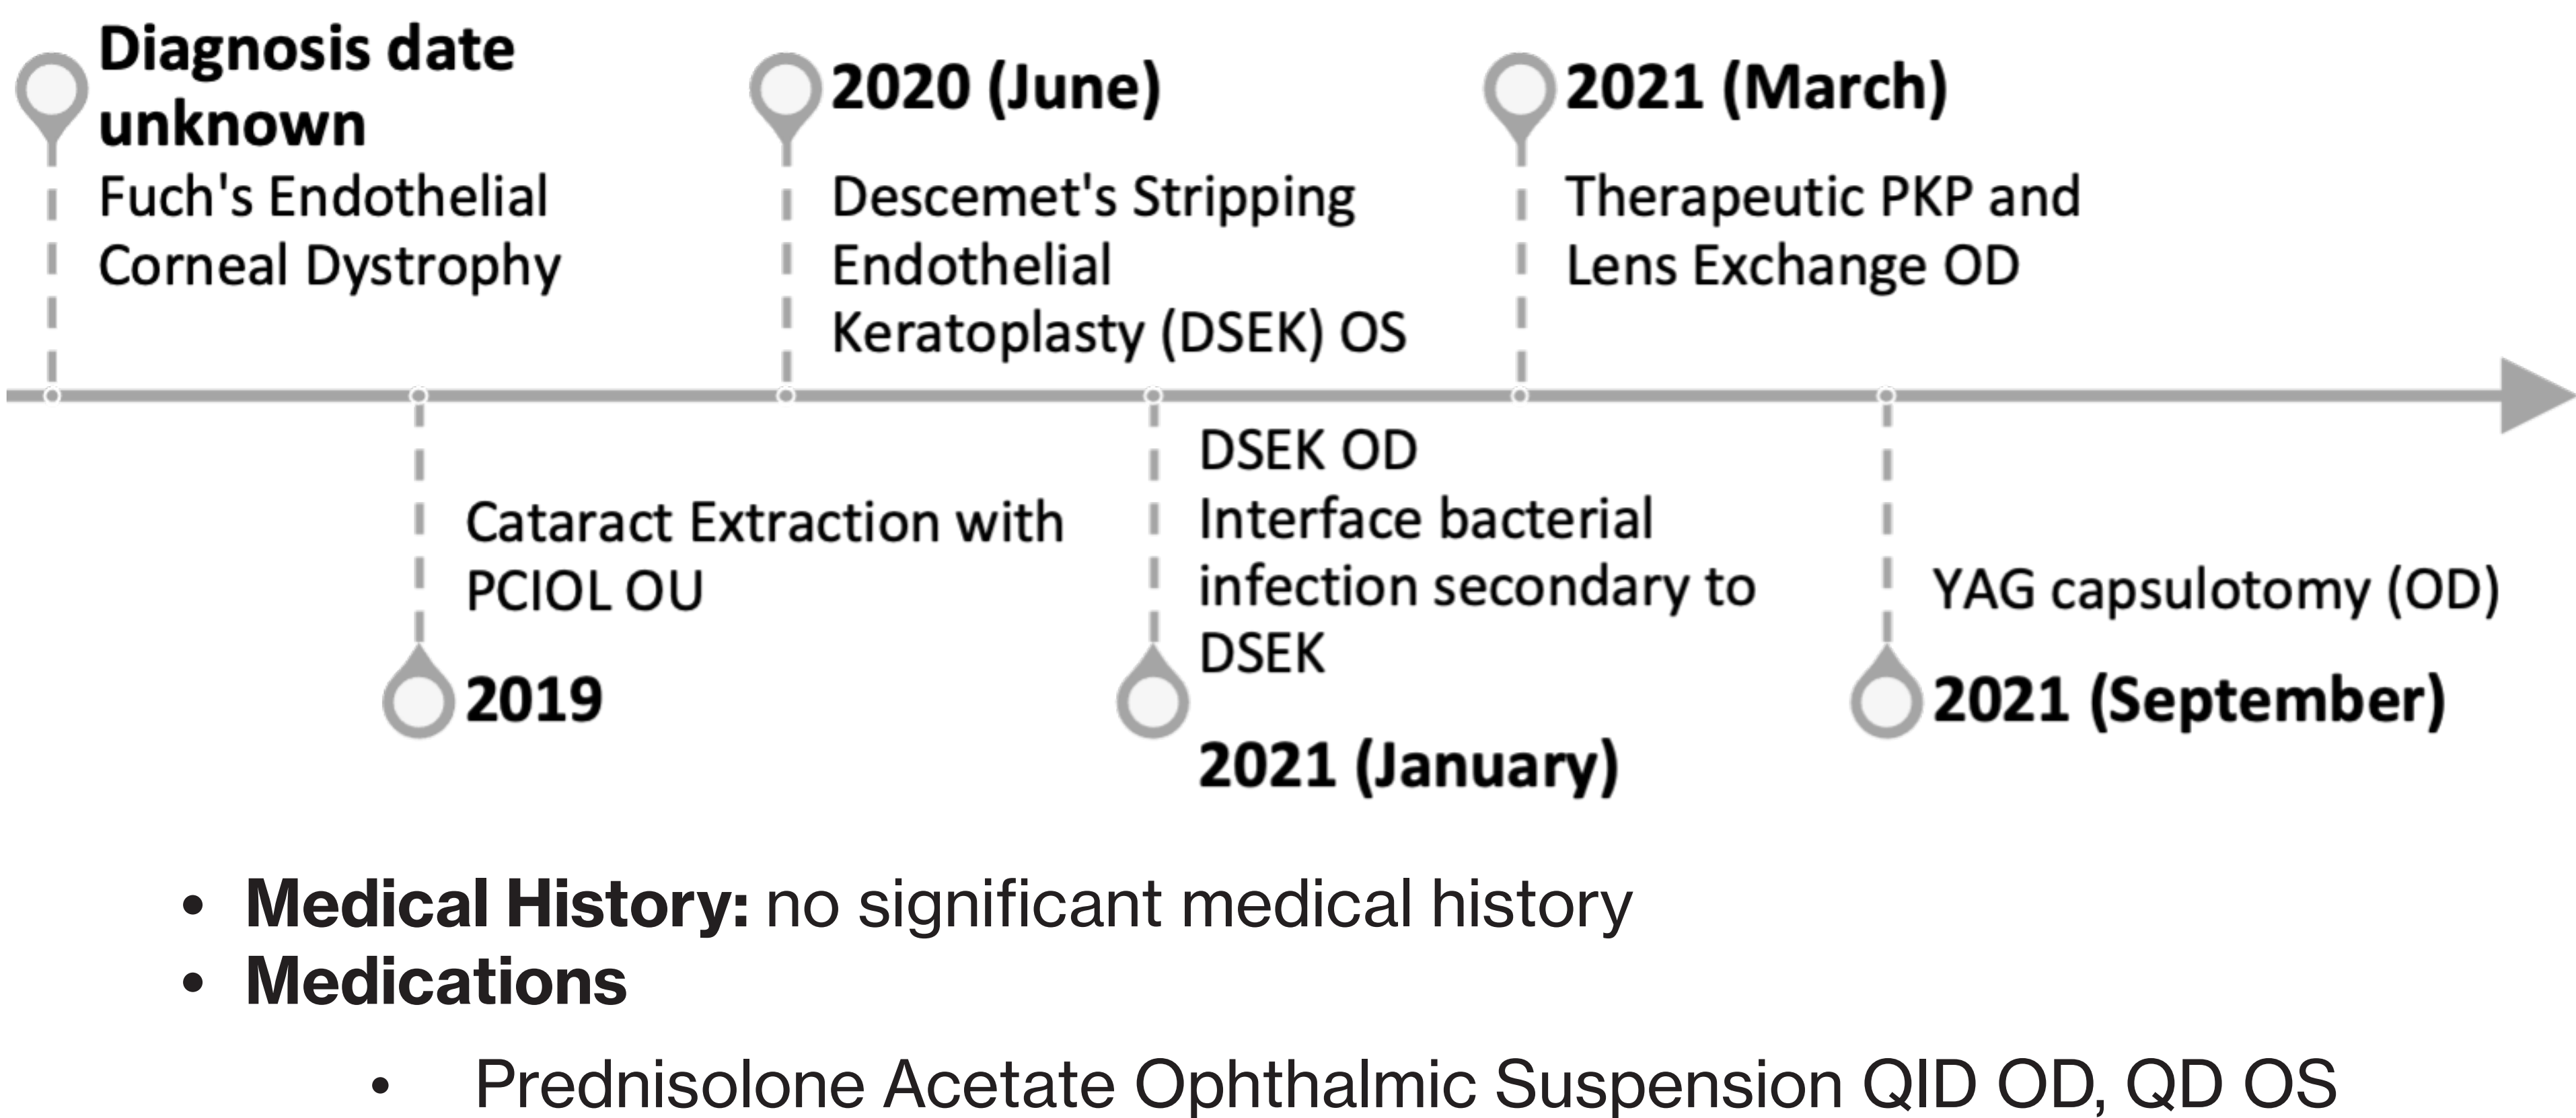 Diagnosis date
unknown
Fuch's Endothelial
Corneal Dystrophy
Cataract Extraction with
PCIOL OU
2019
2020 (June)
Descemet's Stripping
Endothelial
Keratoplasty (DSEK) OS
DSEK OD
Interface bacterial
infection secondary to
DSEK
2021 (January)
2021 (March)
Therapeutic PKP and
Lens Exchange OD
YAG capsulotomy (OD)
2021 (September)
• Medical History: no significant medical history
• Medications
• Prednisolone Acetate Ophthalmic Suspension QID OD, QD OS